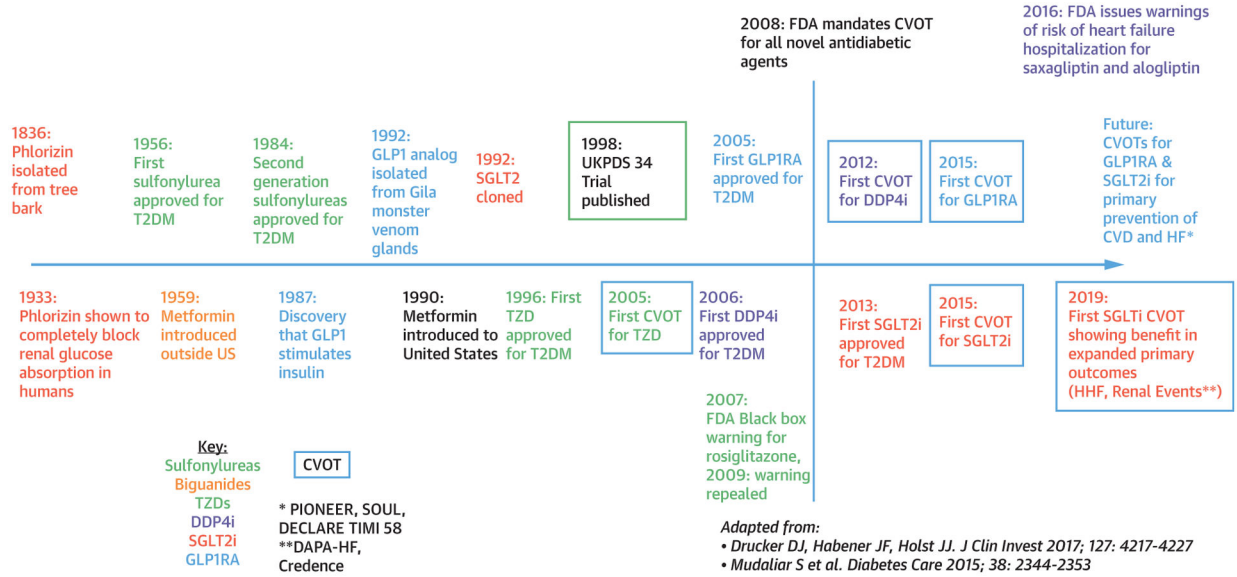 2008: FDA mandates CVOT
for all novel antidiabetic
agents
2016: FDA issues warnings
of risk of heart failure
hospitalization for
saxagliptin and alogliptin
1836:
Phlorizin
isolated
from tree
bark
1956:
First
sulfonylurea
approved for
T2DM
1984:
Second
generation
sulfonylureas
approved for
T2DM
1992:
GLP1 analog
isolated
from Gila
monster
venom
glands
1992:
SGLT2
cloned
1998:
UKPDS 34
Trial
published
2005:
First GLP1RA
approved for
T2DM
2012:
First CVOT
for DDP4i
2015:
First CVOT
for GLP1RA
Future:
CVOTs for
GLP1RA &
SGLT2i for
primary
prevention of
CVD and HF*
1933:
Phlorizin shown to
completely block
renal glucose
absorption in
humans
1959:
Metformin
introduced
outside US
1987:
Discovery
that GLP1
stimulates
insulin
1990:
Metformin
introduced to
United States
1996: First
TZD
approved
for T2DM
2005:
First CVOT
for TZD
2006:
First DDP4i
approved
for T2DM
2013:
First SGLT2i
approved
for T2DM
2015:
First CVOT
for SGLT2i
2019:
First SGLTi CVOT
showing benefit in
expanded primary
outcomes
(HHF, Renal Events**)
2007:
FDA Black box
warning for
rosiglitazone,
2009: warning
repealed
Key:
Sulfonylureas
Biguanides
TZDs
DDP4i
SGLT2i
GLP1RA
CVOT
* PIONEER, SOUL,
DECLARE TIMI 58
**DAPA-HF,
Credence
Adapted from:
• Drucker DJ, Habener JF, Holst JJ. J Clin Invest 2017; 127: 4217-4227
• Mudaliar S et al. Diabetes Care 2015; 38: 2344-2353